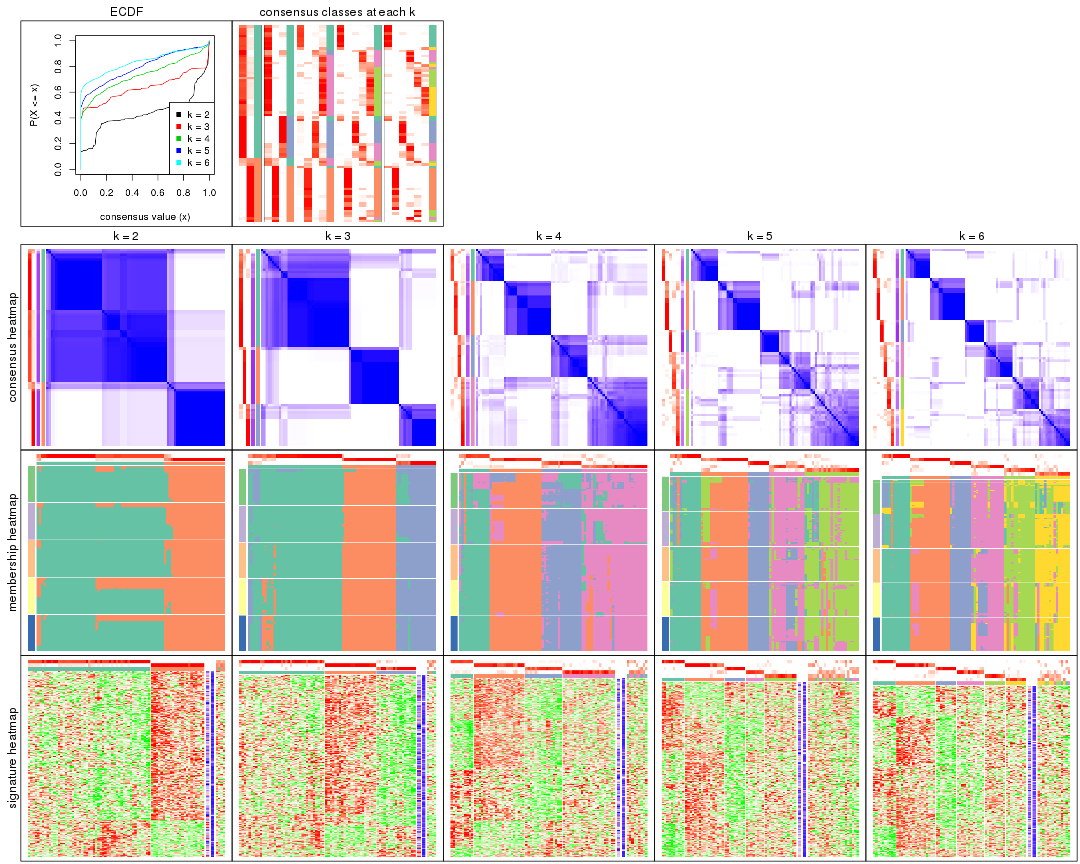 ECDF
consensus classes at each k
P(X <= x)
0.0 0.2 0.4 0.6 0.8 1.0
k = 2
k = 3
k = 4
k = 5
k = 6
0.0 0.2 0.4 0.6 0.8 1.0
consensus value (x)
k = 2 k = 3 k = 4 k = 5 k = 6
consensus heatmap
membership heatmap
signature heatmap